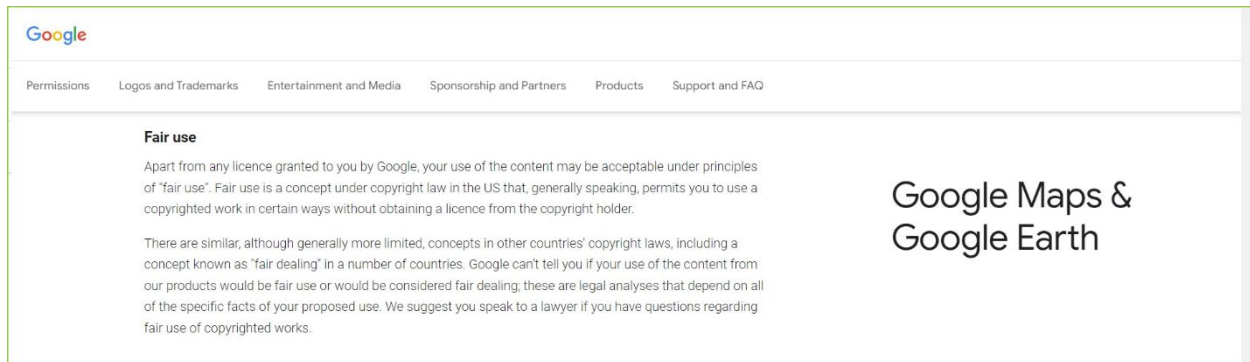 Google
Permissions Logos and Trademarks Entertainment and Media Sponsorship and Partners Products Support and FAQ
Fair use
Apart from any licence granted to you by Google, your use of the content may be acceptable under principles
of "fair use". Fair use is a concept under copyright law in the US that, generally speaking, permits you to use a
copyrighted work in certain ways without obtaining a licence from the copyright holder.
There are similar, although generally more limited, concepts in other countries' copyright laws, including a
concept known as "fair dealing" in a number of countries. Google can't tell you if your use of the content from
our products would be fair use or would be considered fair dealing; these are legal analyses that depend on all
of the specific facts of your proposed use. We suggest you speak to a lawyer if you have questions regarding
fair use of copyrighted works.
Google Maps &
Google Earth